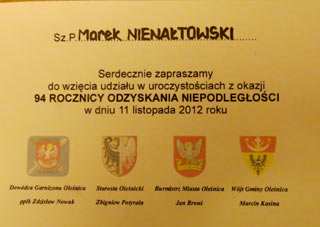 Sz.P. Marek NIENAŁTOWSKI
Serdecznie zapraszamy
do wzięcia udziału w uroczystościach z okazji
94 ROCZNICY ODZYSKANIA NIEPODLEGŁOŚCI
w dniu 11 listopada 2012 roku
Dowódca Garnizonu Oleśnica Starosta Oleśnicki Burmistrz Miasta Oleśnica Wójt Gminy Oleśnica
ppłk Zdzisław Nowak Zbigniew Potyrała Jan Bronś Marcin Kasina